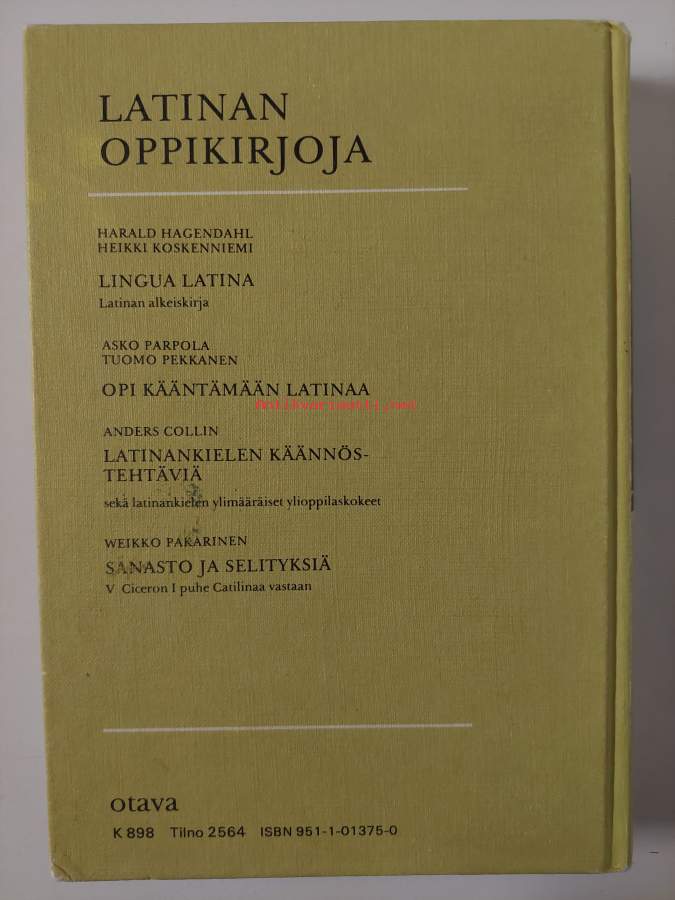 LATINAN
OPPIKIRJOJA
HARALD HAGENDAHL
HEIKKI KOSKENNIEMI
LINGUA LATINA
Latinan alkeiskirja
ASKO PARPOLA
TUOMO PEKKANEN
OPI KÄÄNTÄMÄÄN LATINAA
Antikvariaatti.net
ANDERS COLLIN
LATINANKIELEN KÄÄNNÖS-
TEHTÄVIÄ
sekä latinankielen ylimääräiset ylioppilaskokeet
WEIKKO PAKARINEN
SANASTO JA SELITYKSIÄ
V Ciceron I puhe Catilinaa vastaan
otava
K 898 Tilno 2564 ISBN 951-1-01375-0